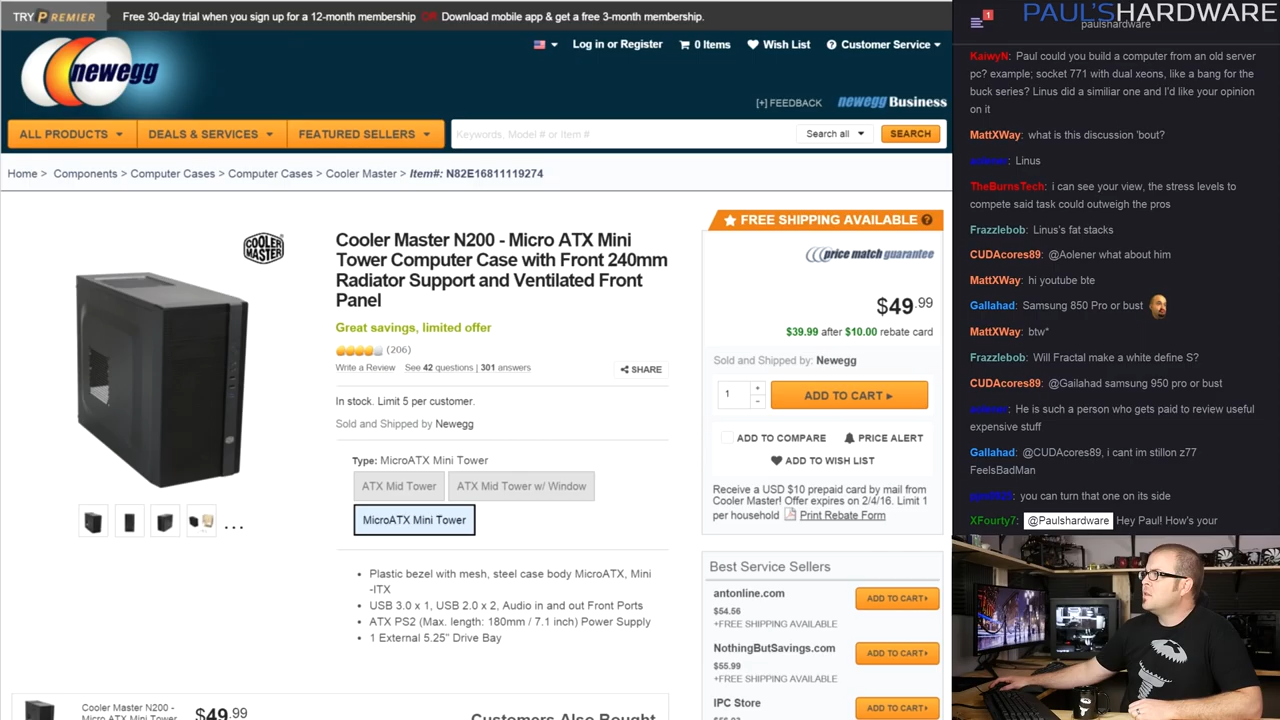 TRY PREMIER Free 30-day trial when you sign up for a 12-month membership OR Download mobile app & get a free 3-month membership.
newegg
Log in or Register 0 Items Wish List Customer Service
[+] FEEDBACK newegg Business
ALL PRODUCTS DEALS & SERVICES FEATURED SELLERS Keywords, Model # or Item # Search all SEARCH
Home > Components > Computer Cases > Computer Cases > Cooler Master > Item#: N82E16811119274
COOLER MASTER
Cooler Master N200 - Micro ATX Mini
Tower Computer Case with Front 240mm
Radiator Support and Ventilated Front
Panel
Great savings, limited offer
(206)
Write a Review See 42 questions | 301 answers
SHARE
In stock. Limit 5 per customer.
Sold and Shipped by Newegg
Type: MicroATX Mini Tower
ATX Mid Tower ATX Mid Tower w/ Window
MicroATX Mini Tower
...
• Plastic bezel with mesh, steel case body MicroATX, Mini
-ITX
• USB 3.0 x 1, USB 2.0 x 2, Audio in and out Front Ports
• ATX PS2 (Max. length: 180mm / 7.1 inch) Power Supply
• 1 External 5.25" Drive Bay
Cooler Master N200 -
Micro ATX Mini
$49.99
Customers Also Bought
FREE SHIPPING AVAILABLE ?
price match guarantee
$49.99
$39.99 after $10.00 rebate card
Sold and Shipped by: Newegg
1 + - ADD TO CART
ADD TO COMPARE PRICE ALERT
ADD TO WISH LIST
Receive a USD $10 prepaid card by mail from
Cooler Master! Offer expires on 2/4/16. Limit 1
per household Print Rebate Form
Best Service Sellers
antonline.com
$54.56
+FREE SHIPPING AVAILABLE
ADD TO CART
NothingButSavings.com
$55.99
+FREE SHIPPING AVAILABLE
ADD TO CART
IPC Store
ADD TO CART
1
PAUL'SHARDWARE
paulshardware
KaiwyN: Paul could you build a computer from an old server
pc? example; socket 771 with dual xeons, like a bang for the
buck series? Linus did a similiar one and I'd like your opinion
on it
MattXWay: what is this discussion 'bout?
aolener: Linus
TheBurnsTech: i can see your view, the stress levels to
compete said task could outweigh the pros
Frazzlebob: Linus's fat stacks
CUDAcores89: @Aolener what about him
MattXWay: hi youtube bte
Gallahad: Samsung 850 Pro or bust
MattXWay: btw*
Frazzlebob: Will Fractal make a white define S?
CUDAcores89: @Gailahad samsung 950 pro or bust
aolener: He is such a person who gets paid to review useful
expensive stuff
Gallahad: @CUDAcores89, i cant im stillon z77
FeelsBadMan
you can turn that one on its side
XFourty7: @Paulshardware Hey Paul! How's your